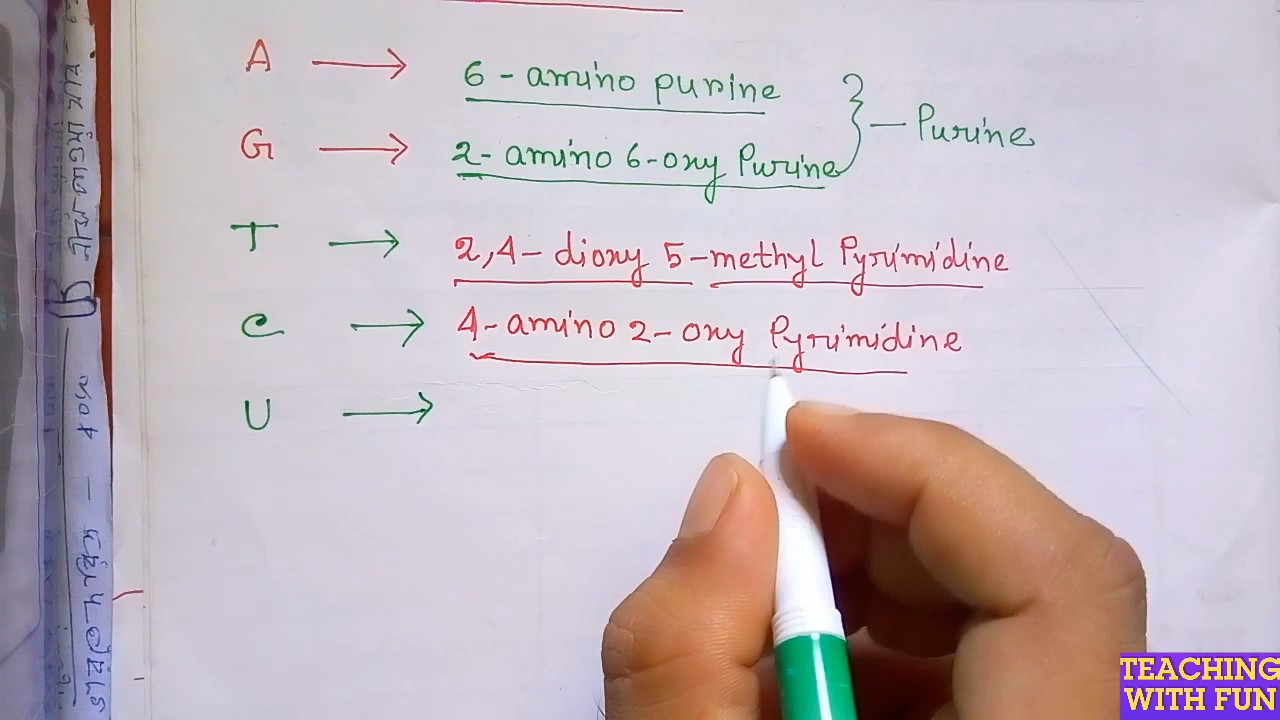 A → 6-amino purine
G → 2-amino 6-oxy Purine } — Purine
T → 2,4-dioxy 5-methyl Pyrimidine
C → 4-amino 2-oxy Pyrimidine
U →
TEACHING
WITH FUN